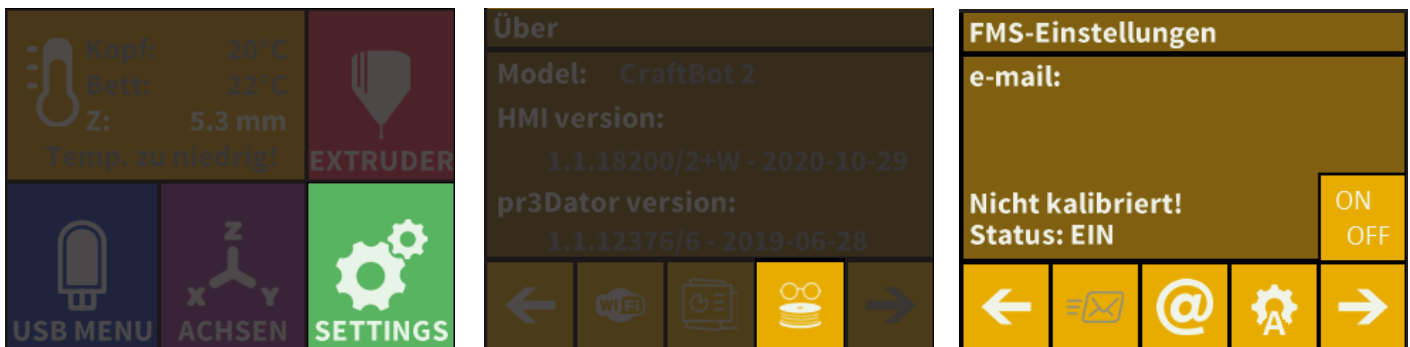 Kopf: 20°C
Bett: 22°C
Z: 5.3 mm
Temp. zu niedrig!
EXTRUDER
USB MENU
Z
X Y
ACHSEN
SETTINGS
Über
Model: CraftBot 2
HMI version:
1.1.18200/2+W - 2020-10-29
pr3Dator version:
1.1.12376/6 - 2019-06-28
WiFi
FMS-Einstellungen
e-mail:
Nicht kalibriert!
Status: EIN
ON
OFF
@
A